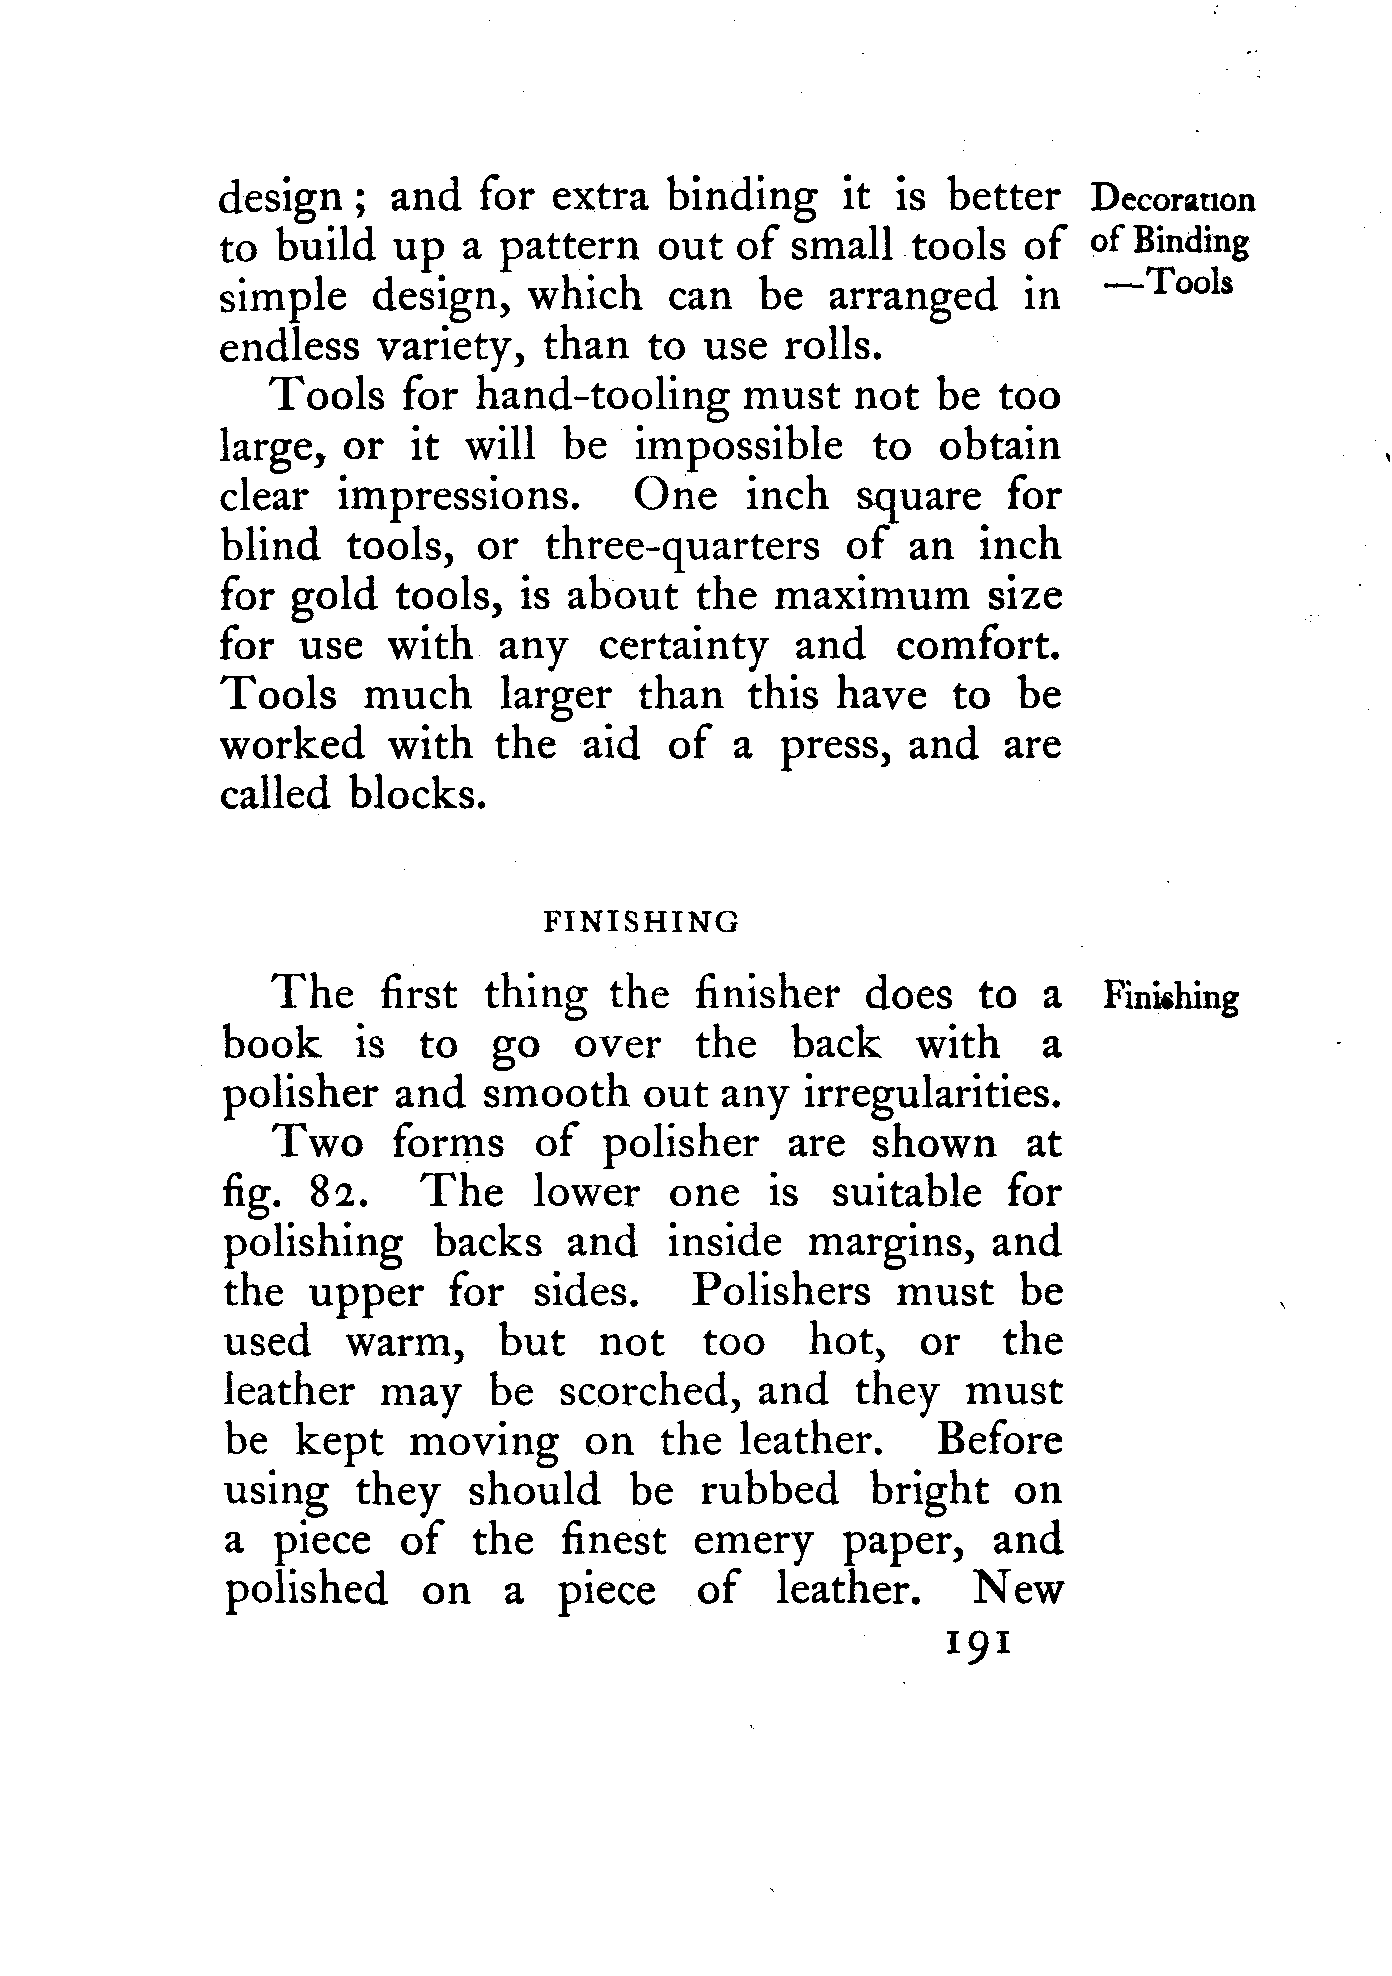 design ; and for extra binding it is better
to build up a pattern out of small tools of
simple design, which can be arranged in
endless variety, than to use rolls.
Decoration
of Binding
—Tools
Tools for hand-tooling must not be too
large, or it will be impossible to obtain
clear impressions. One inch square for
blind tools, or three-quarters of an inch
for gold tools, is about the maximum size
for use with any certainty and comfort.
Tools much larger than this have to be
worked with the aid of a press, and are
called blocks.
FINISHING
The first thing the finisher does to a
book is to go over the back with a
polisher and smooth out any irregularities.
Finishing
Two forms of polisher are shown at
fig. 82. The lower one is suitable for
polishing backs and inside margins, and
the upper for sides. Polishers must be
used warm, but not too hot, or the
leather may be scorched, and they must
be kept moving on the leather. Before
using they should be rubbed bright on
a piece of the finest emery paper, and
polished on a piece of leather. New
191